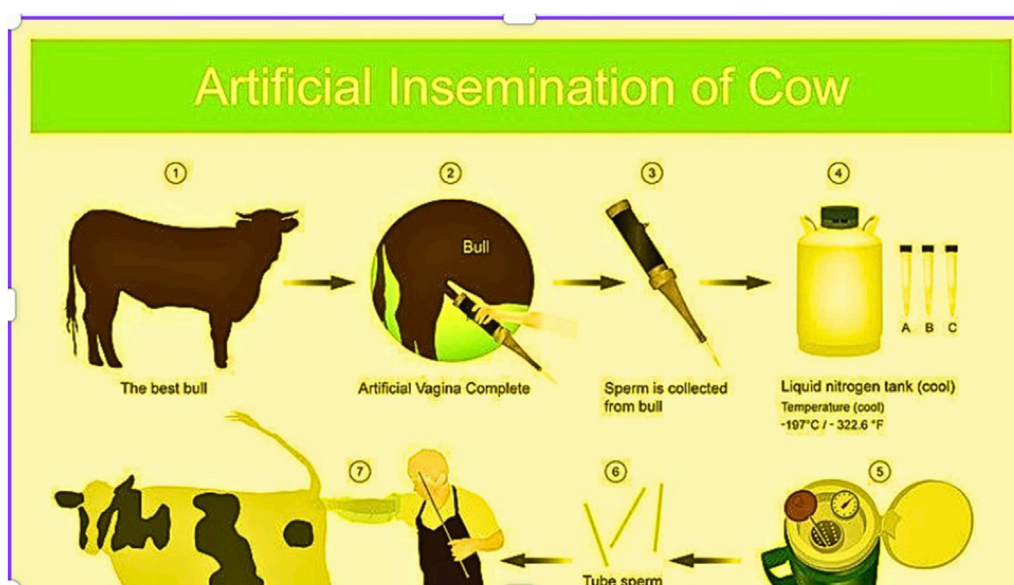 Artificial Insemination of Cow
1
2
3
4
Bull
A B C
The best bull
Artificial Vagina Complete
Sperm is collected
from bull
Liquid nitrogen tank (cool)
Temperature (cool)
-197°C / - 322.6 °F
7
6
5
Tube sperm